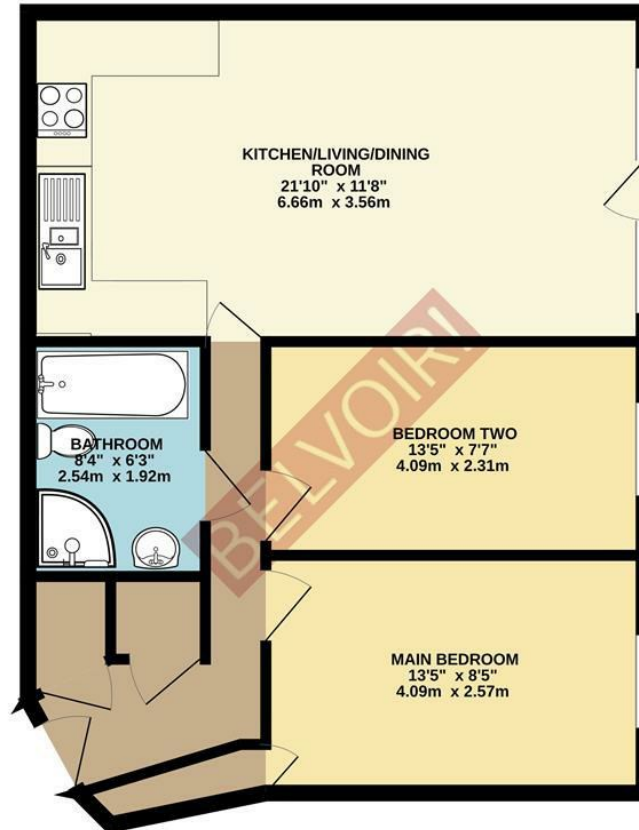 KITCHEN/LIVING/DINING
ROOM
21'10" x 11'8"
6.66m x 3.56m
BELVOIR!
BEDROOM TWO
13'5" x 7'7"
4.09m x 2.31m
BATHROOM
8'4" x 6'3"
2.54m x 1.92m
MAIN BEDROOM
13'5" x 8'5"
4.09m x 2.57m